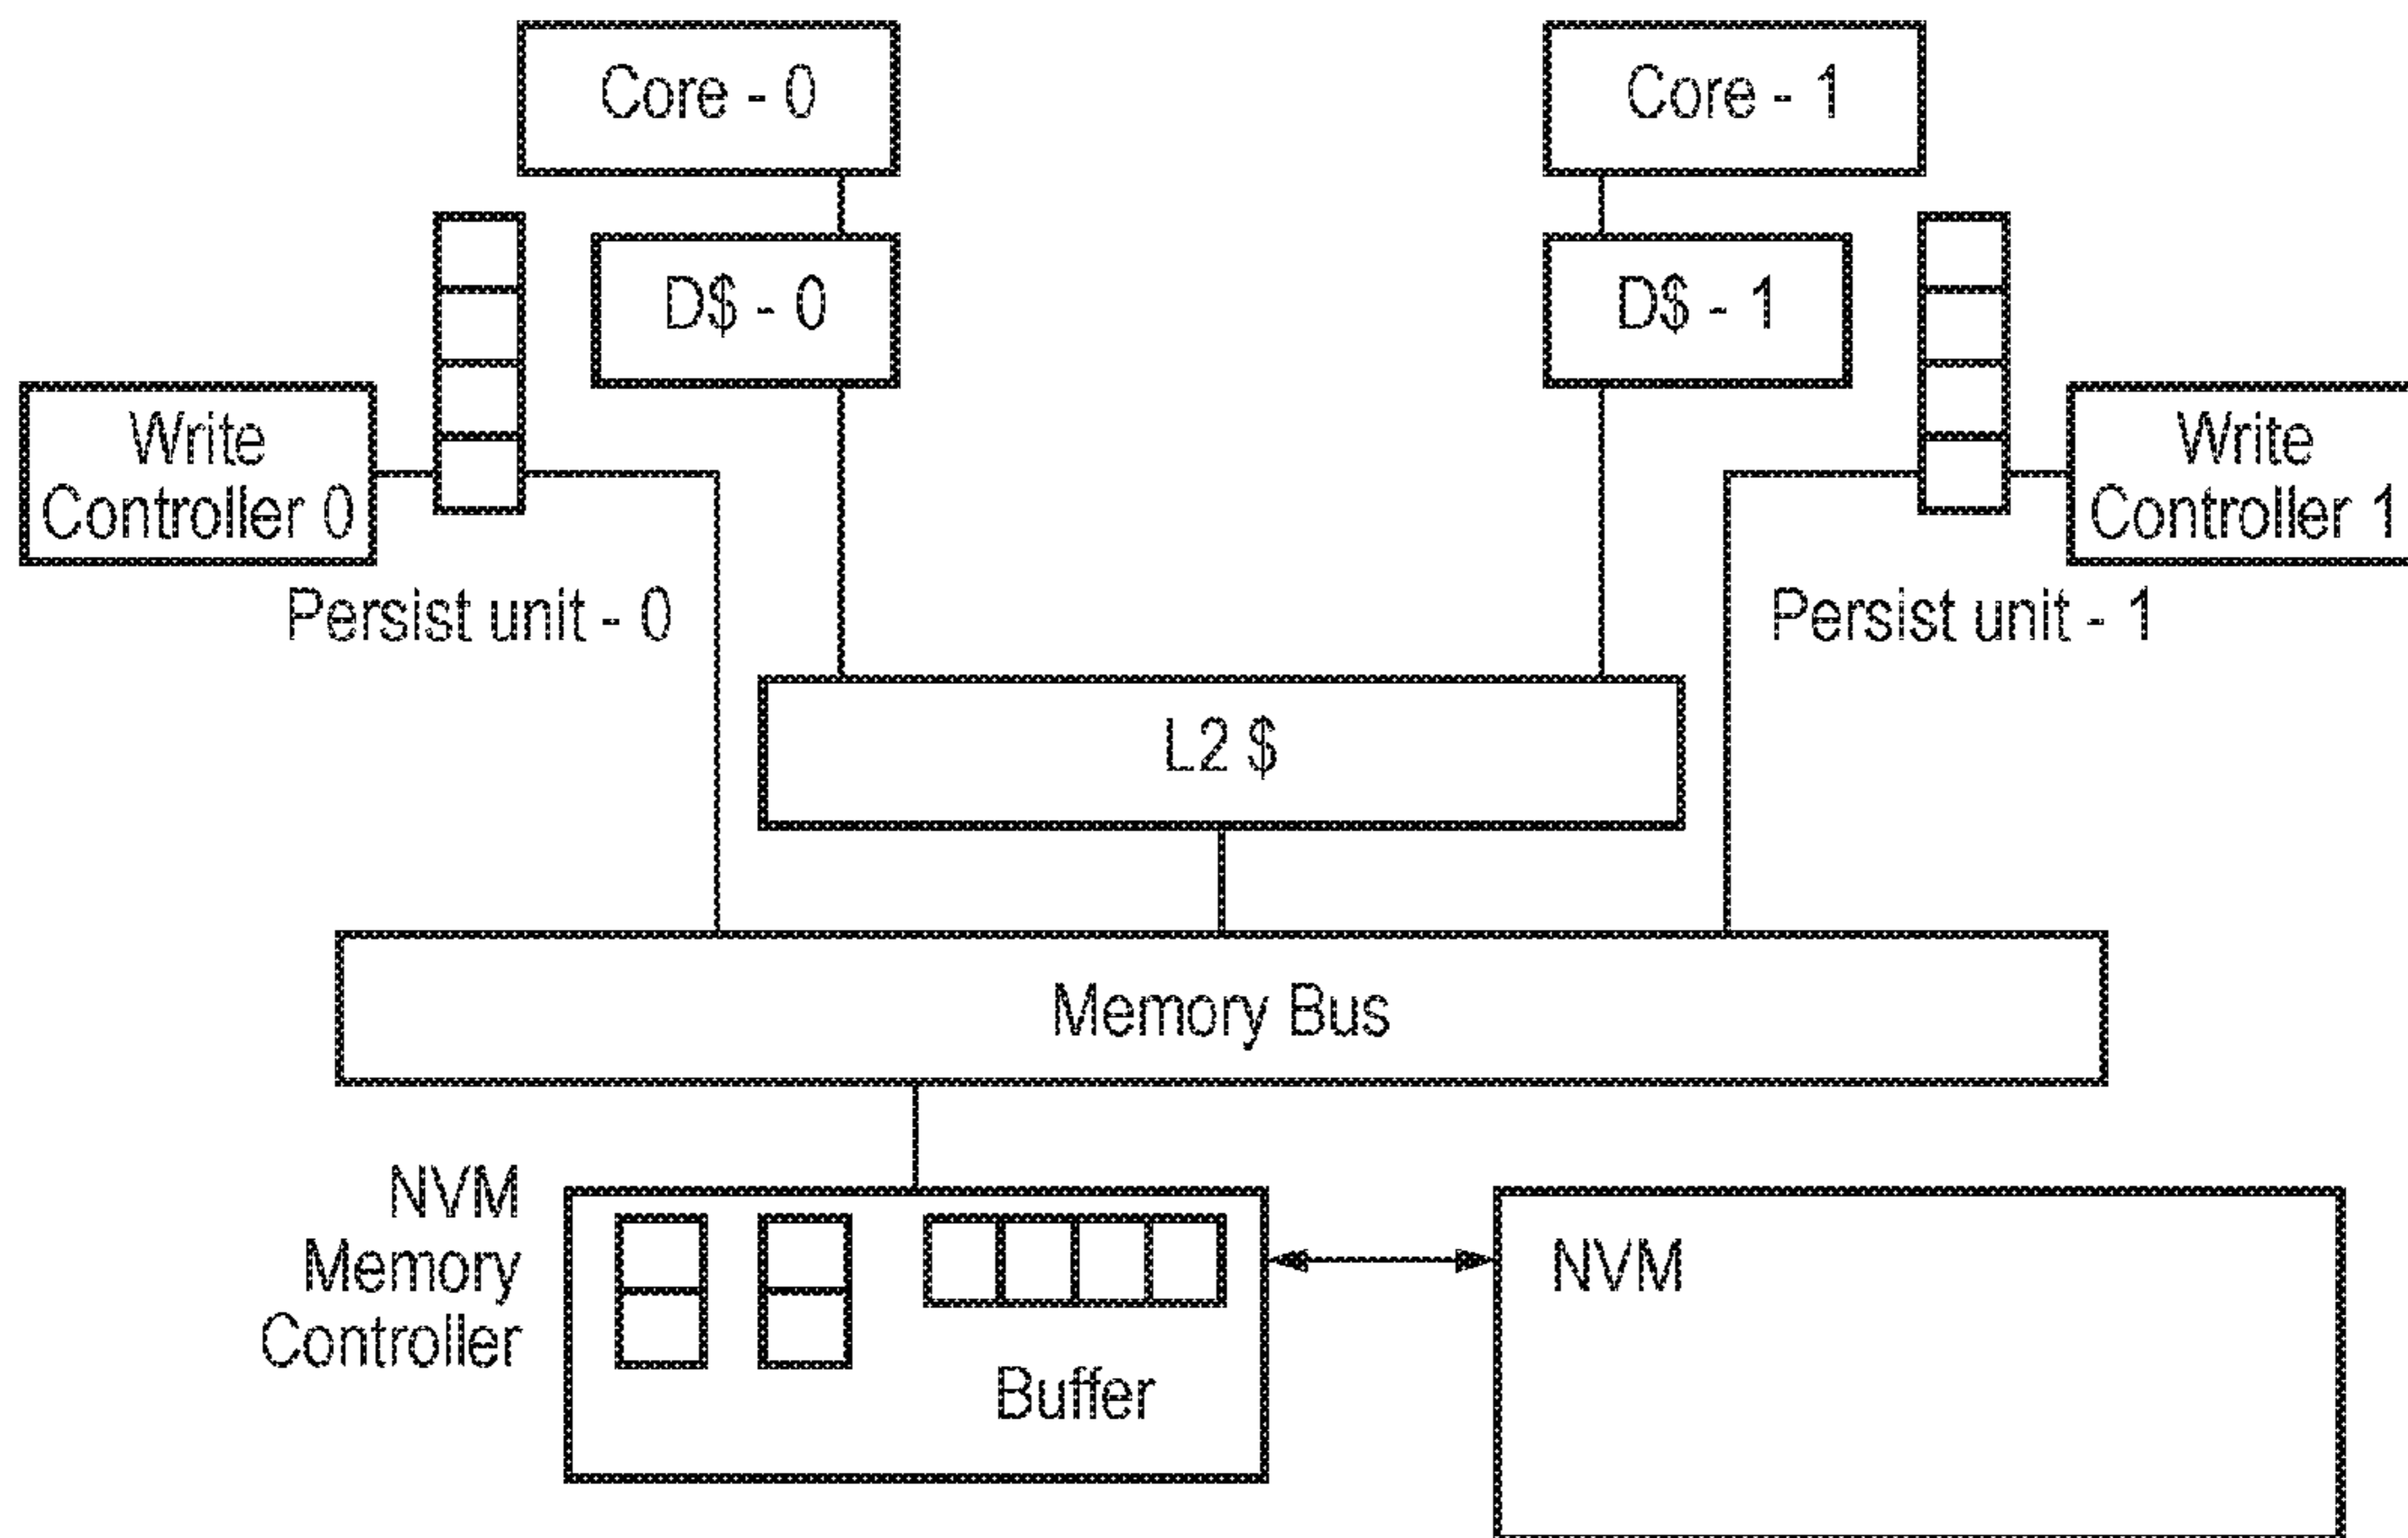 Core - 0
Core - 1
D$ - 0
D$ - 1
Write
Controller 0
Write
Controller 1
Persist unit - 0
Persist unit - 1
L2 $
Memory Bus
NVM
Memory
Controller
Buffer
NVM